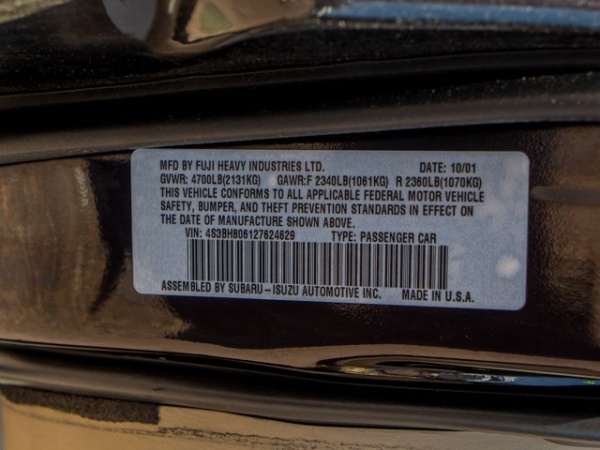 MFD BY FUJI HEAVY INDUSTRIES LTD. DATE: 10/01
GVWR: 4700LB(2131KG) GAWR:F 2340LB(1061KG) R 2360LB(1070KG)
THIS VEHICLE CONFORMS TO ALL APPLICABLE FEDERAL MOTOR VEHICLE
SAFETY, BUMPER, AND THEFT PREVENTION STANDARDS IN EFFECT ON
THE DATE OF MANUFACTURE SHOWN ABOVE.
VIN: 4S3BH806127624629 TYPE: PASSENGER CAR
ASSEMBLED BY SUBARU-ISUZU AUTOMOTIVE INC. MADE IN U.S.A.